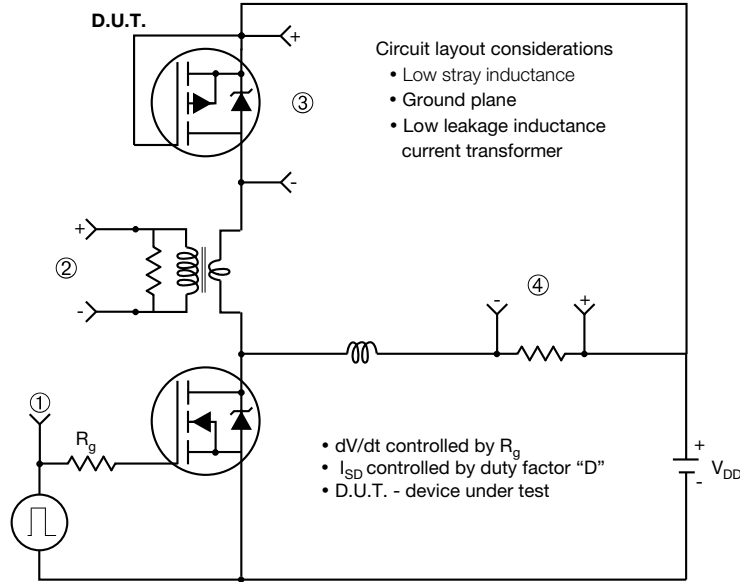 D.U.T.
+
Circuit layout considerations
• Low stray inductance
• Ground plane
• Low leakage inductance
current transformer
③
-
+
②
-
④
- +
①
Rg
• dV/dt controlled by Rg
• ISD controlled by duty factor “D”
• D.U.T. - device under test
+
VDD
-